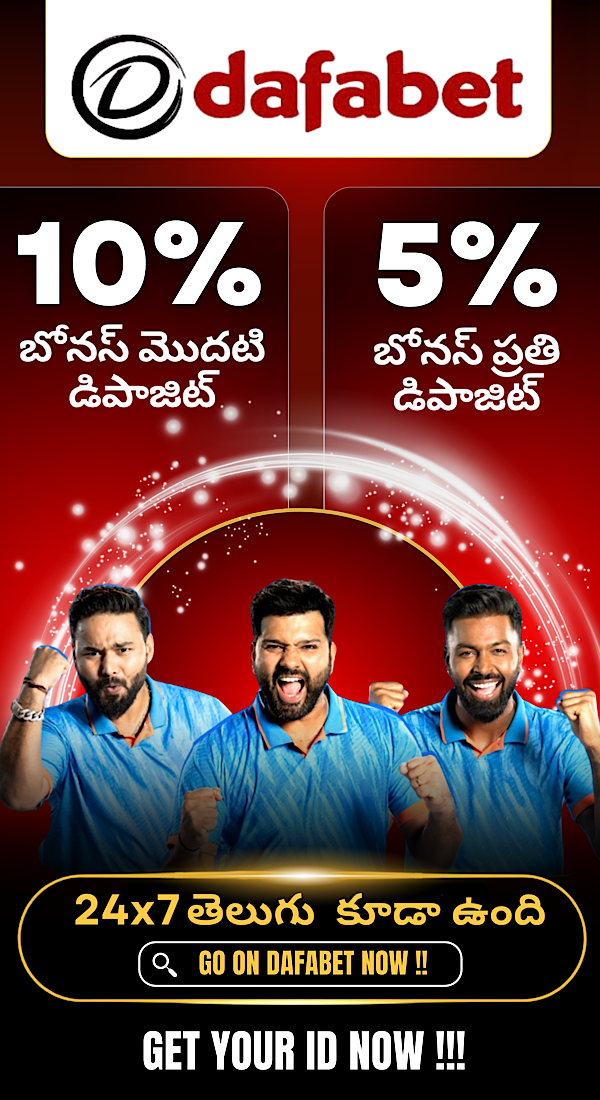 dafabet
10%
బోనస్ మొదటి
డిపాజిట్
5%
బోనస్ ప్రతి
డిపాజిట్
24x7 తెలుగు కూడా ఉంది
GO ON DAFABET NOW !!
GET YOUR ID NOW !!!